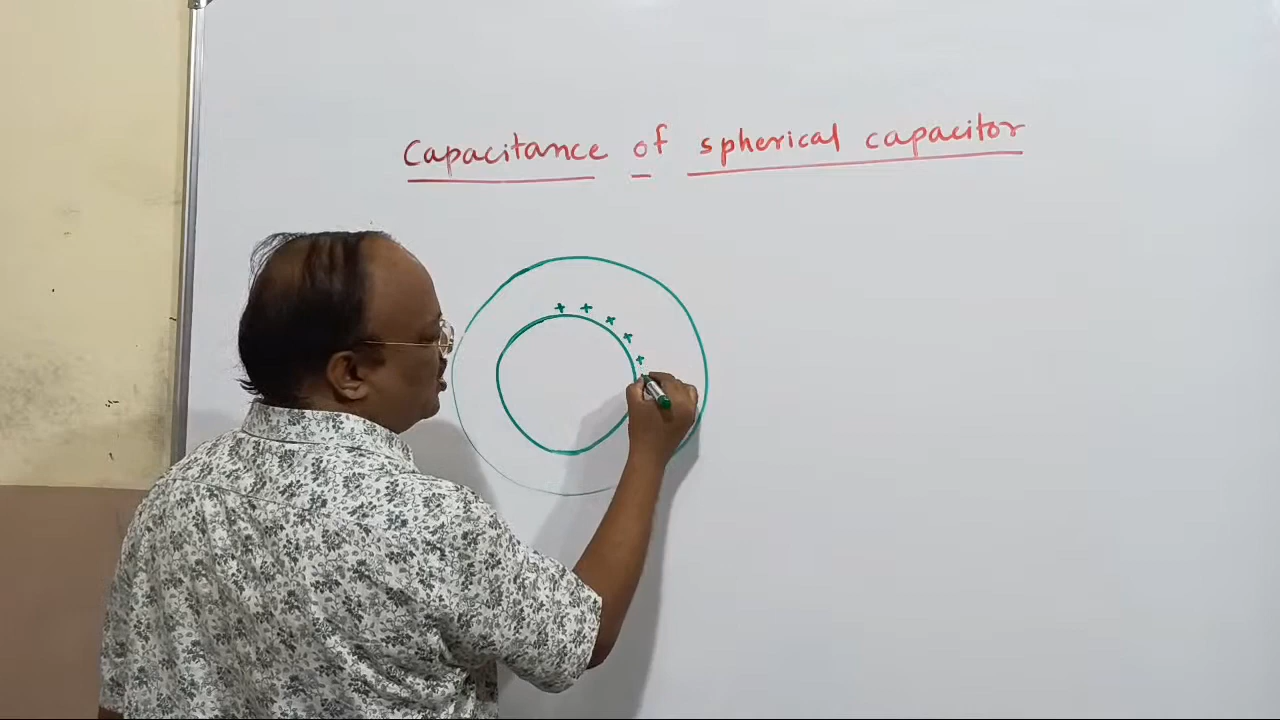 Capacitance of spherical capacitor
+ + + + +